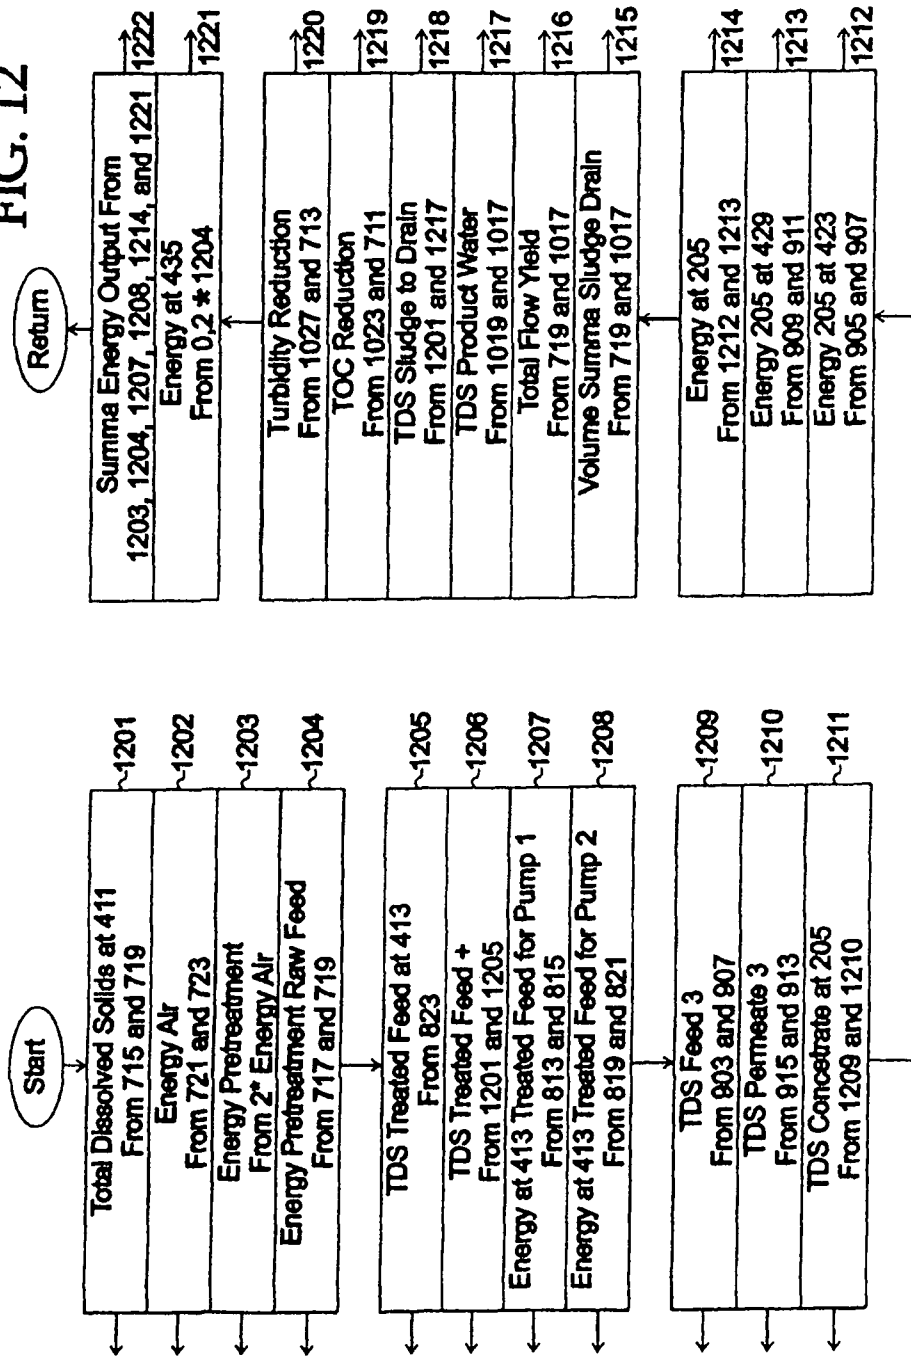 FIG. 12
Start
Total Dissolved Solids at 411
From 715 and 719
1201
Energy Air
From 721 and 723
1202
Energy Pretreatment
From 2* Energy Air
1203
Energy Pretreatment Raw Feed
From 717 and 719
1204
TDS Treated Feed at 413
From 823
1205
TDS Treated Feed +
From 1201 and 1205
1206
Energy at 413 Treated Feed for Pump 1
From 813 and 815
1207
Energy at 413 Treated Feed for Pump 2
From 819 and 821
1208
TDS Feed 3
From 903 and 907
1209
TDS Permeate 3
From 915 and 913
1210
TDS Concstrate at 205
From 1209 and 1210
1211
Return
Summa Energy Output From
1203, 1204, 1207, 1208, 1214, and 1221
1222
Energy at 435
From 0,2 * 1204
1221
Turbidity Reduction
From 1027 and 713
1220
TOC Reduction
From 1023 and 711
1219
TDS Sludge to Drain
From 1201 and 1217
1218
TDS Product Water
From 1019 and 1017
1217
Total Flow Yield
From 719 and 1017
1216
Volume Summa Sludge Drain
From 719 and 1017
1215
Energy at 205
From 1212 and 1213
1214
Energy 205 at 429
From 909 and 911
1213
Energy 205 at 423
From 905 and 907
1212